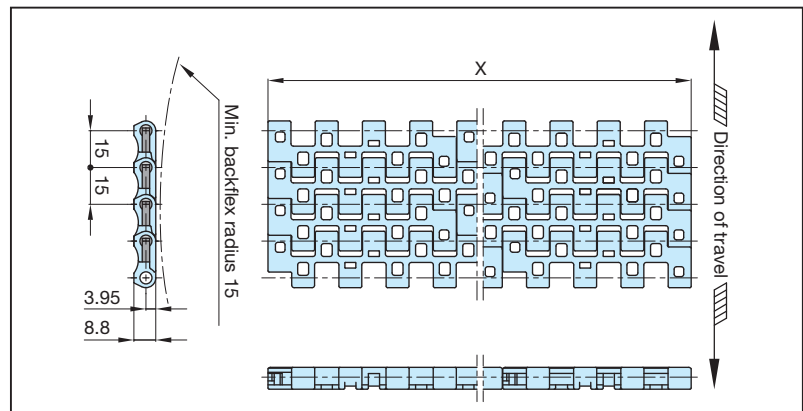 X
15
15
Min. backflex radius 15
Direction of travel
3.95
8.8